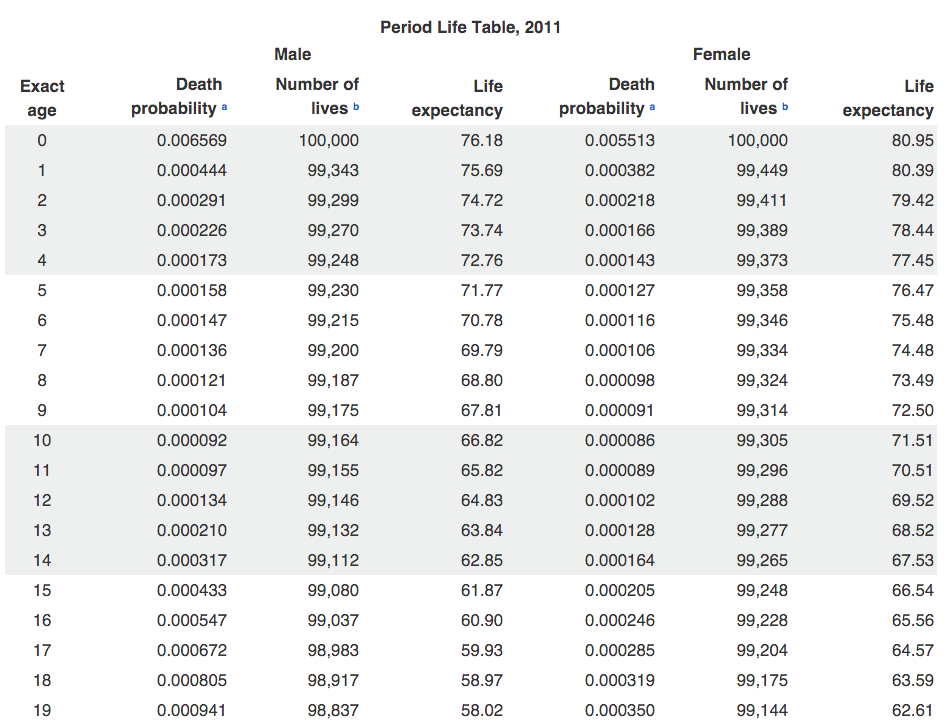 Period Life Table, 2011
Male Female
Exact age Death probability a Number of lives b Life expectancy Death probability a Number of lives b Life expectancy
0 0.006569 100,000 76.18 0.005513 100,000 80.95
1 0.000444 99,343 75.69 0.000382 99,449 80.39
2 0.000291 99,299 74.72 0.000218 99,411 79.42
3 0.000226 99,270 73.74 0.000166 99,389 78.44
4 0.000173 99,248 72.76 0.000143 99,373 77.45
5 0.000158 99,230 71.77 0.000127 99,358 76.47
6 0.000147 99,215 70.78 0.000116 99,346 75.48
7 0.000136 99,200 69.79 0.000106 99,334 74.48
8 0.000121 99,187 68.80 0.000098 99,324 73.49
9 0.000104 99,175 67.81 0.000091 99,314 72.50
10 0.000092 99,164 66.82 0.000086 99,305 71.51
11 0.000097 99,155 65.82 0.000089 99,296 70.51
12 0.000134 99,146 64.83 0.000102 99,288 69.52
13 0.000210 99,132 63.84 0.000128 99,277 68.52
14 0.000317 99,112 62.85 0.000164 99,265 67.53
15 0.000433 99,080 61.87 0.000205 99,248 66.54
16 0.000547 99,037 60.90 0.000246 99,228 65.56
17 0.000672 98,983 59.93 0.000285 99,204 64.57
18 0.000805 98,917 58.97 0.000319 99,175 63.59
19 0.000941 98,837 58.02 0.000350 99,144 62.61